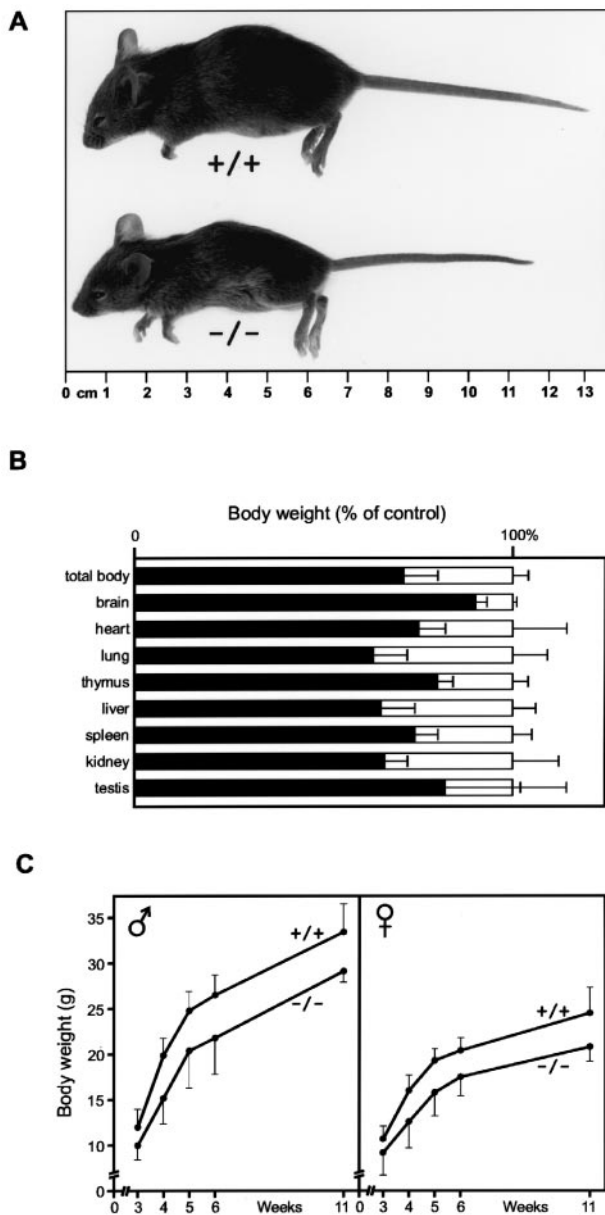 A
+/+
-/-
0 cm 1 2 3 4 5 6 7 8 9 10 11 12 13
B
Body weight (% of control)
0 100%
total body
brain
heart
lung
thymus
liver
spleen
kidney
testis
C
Body weight (g)
35
30
25
20
15
10
0
♂
+/+
-/-
0 3 4 5 6 Weeks 11
♀
+/+
-/-
0 3 4 5 6 Weeks 11